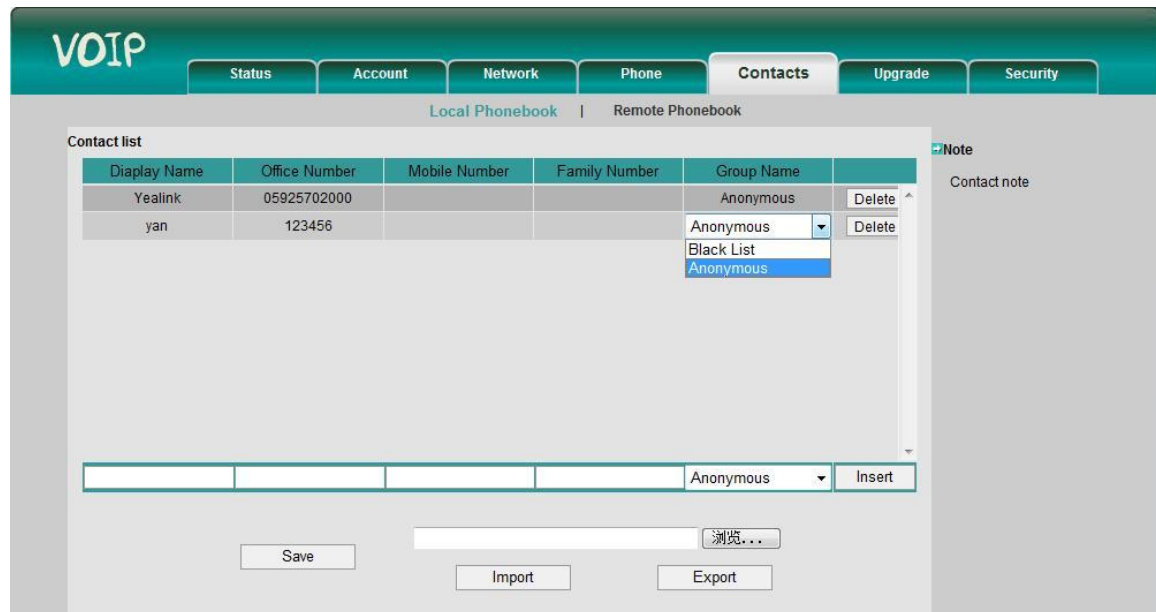 VOIP
Status Account Network Phone Contacts Upgrade Security
Local Phonebook | Remote Phonebook
Contact list
Note
Contact note
Diaplay Name Office Number Mobile Number Family Number Group Name
Yealink 05925702000 Anonymous Delete
yan 123456 Anonymous Delete
Black List
Anonymous
Anonymous Insert
浏览...
Save
Import Export